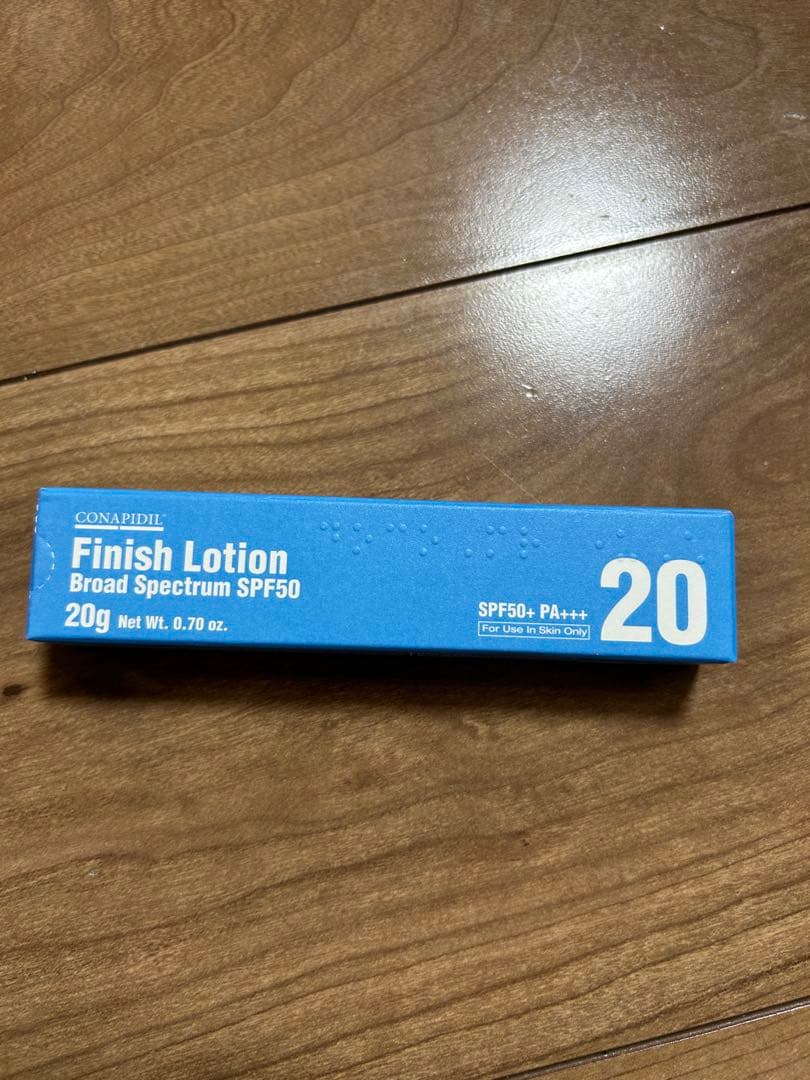 CONAPIDIL™
Finish Lotion
Broad Spectrum SPF50
20g Net Wt. 0.70 oz.
SPF50+ PA+++
For Use In Skin Only
20